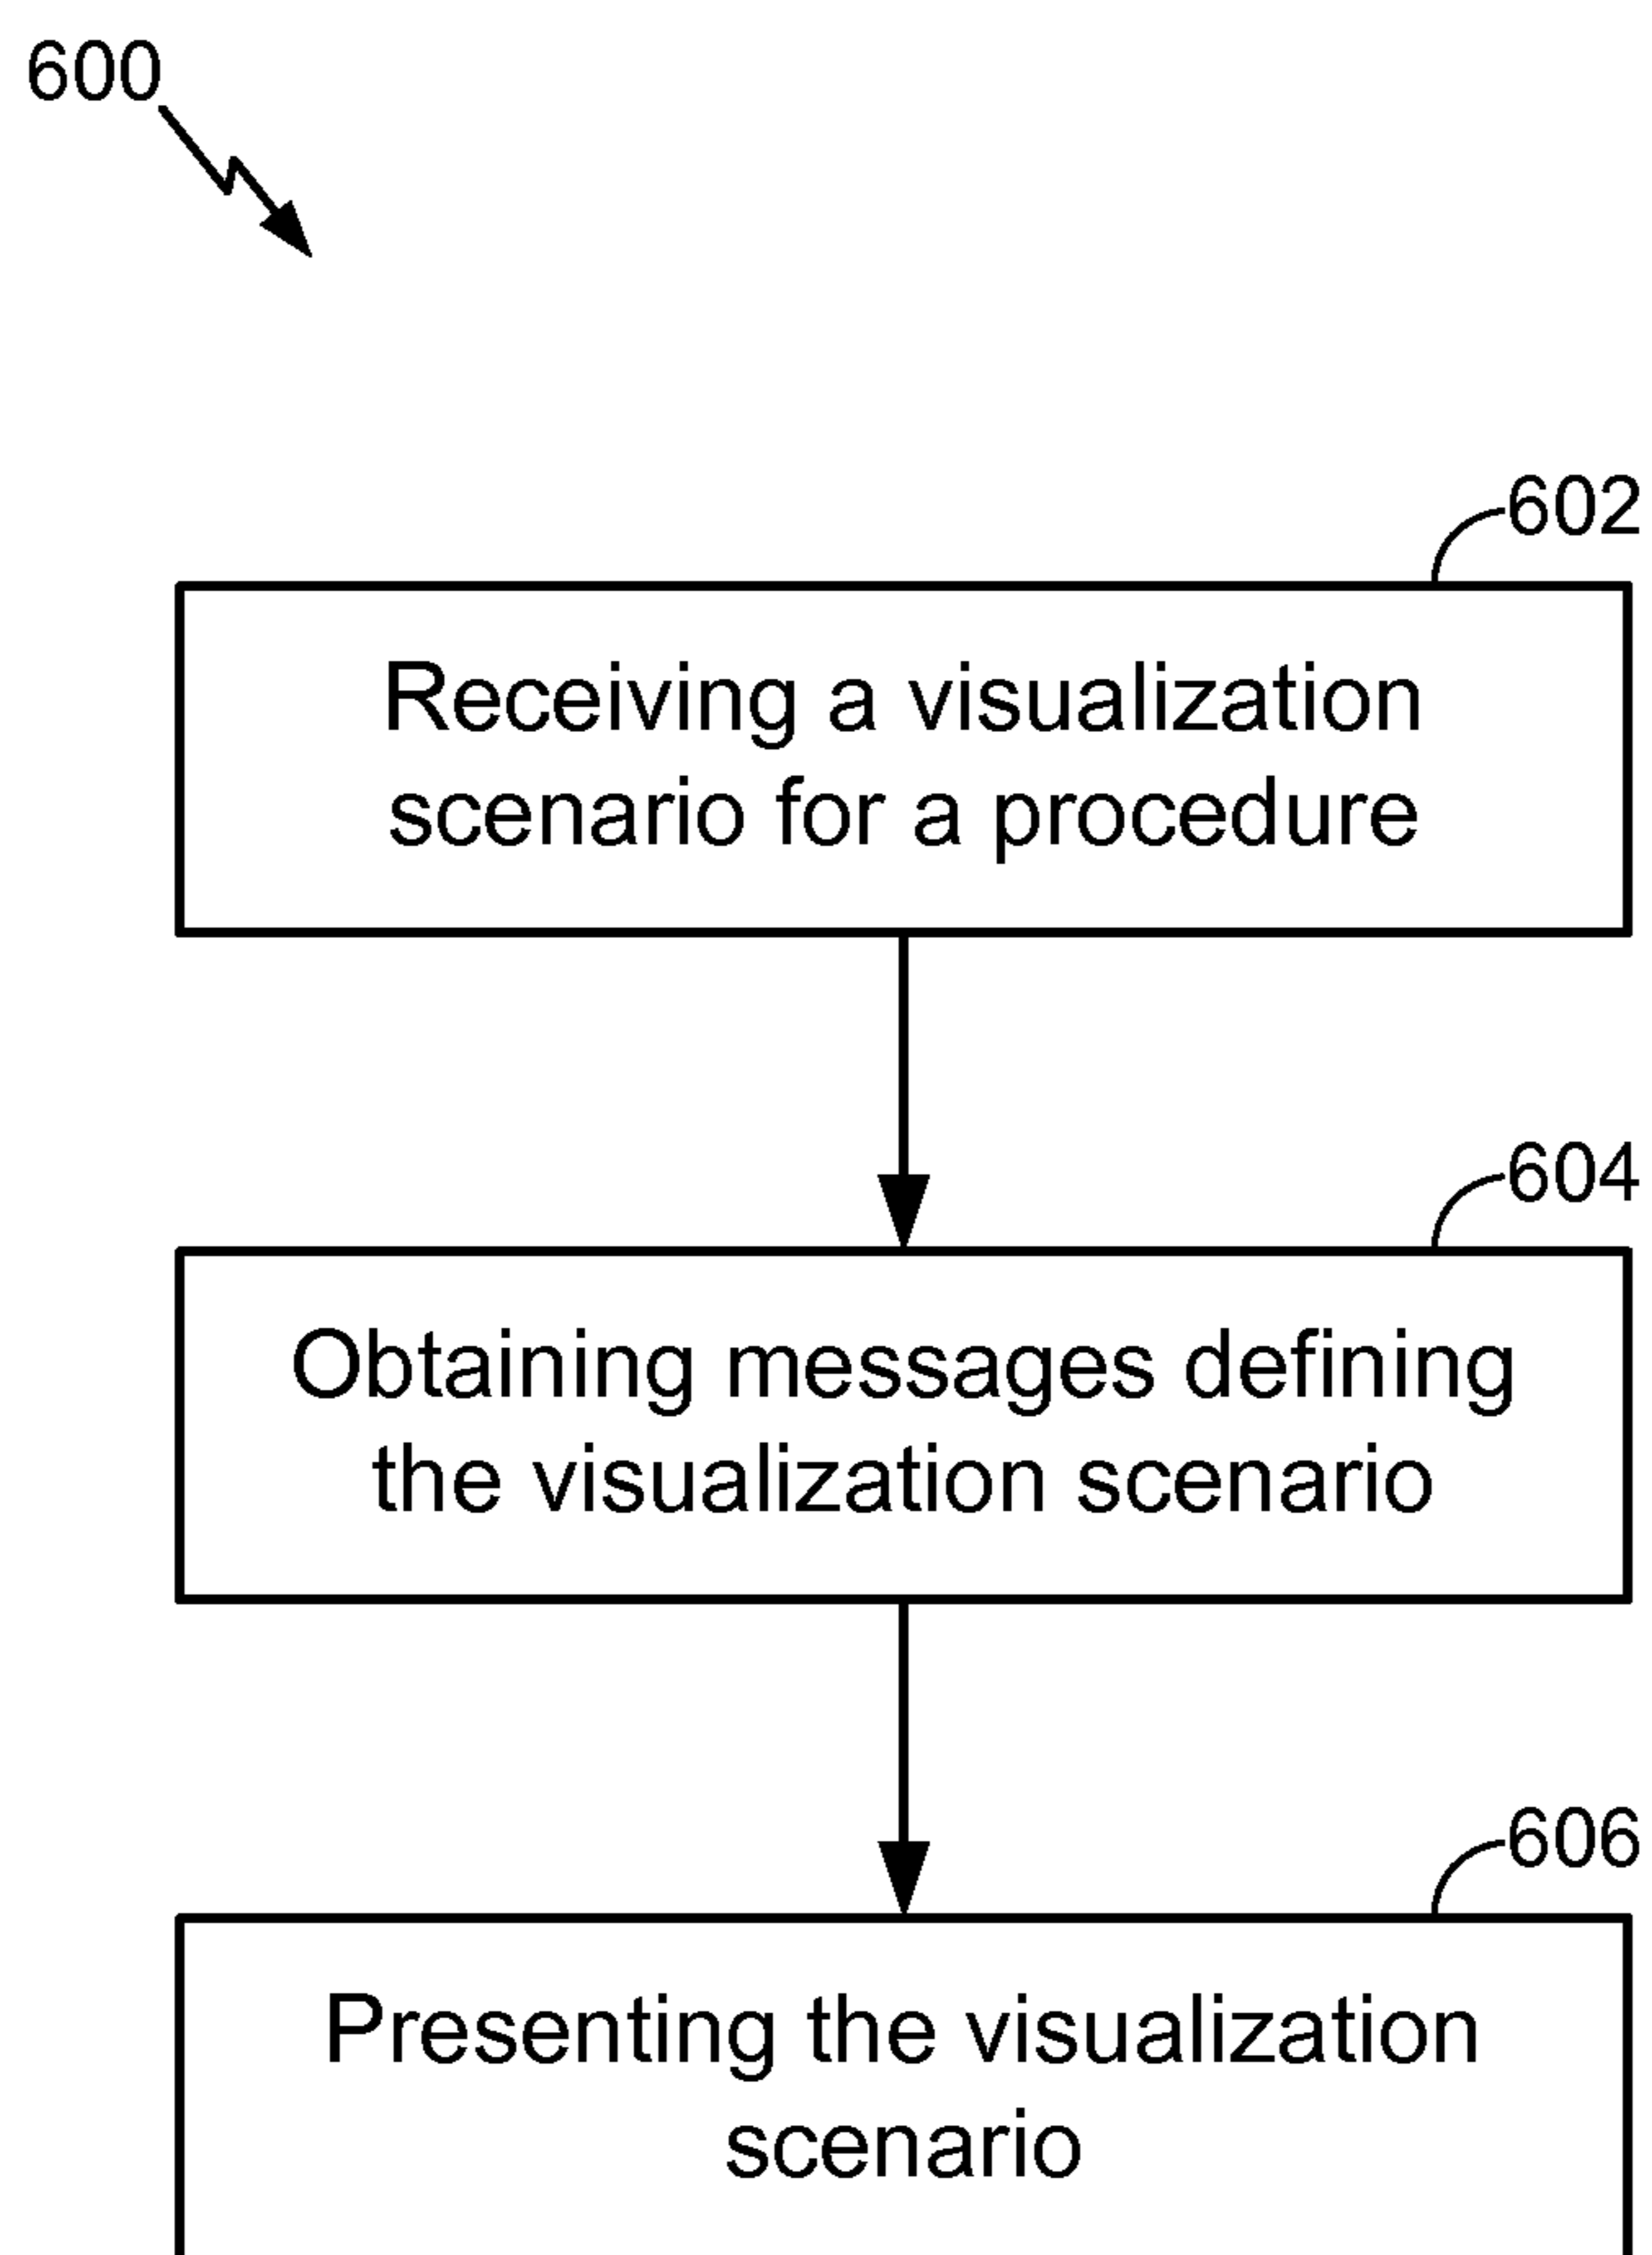 600
602
Receiving a visualization
scenario for a procedure
604
Obtaining messages defining
the visualization scenario
606
Presenting the visualization
scenario